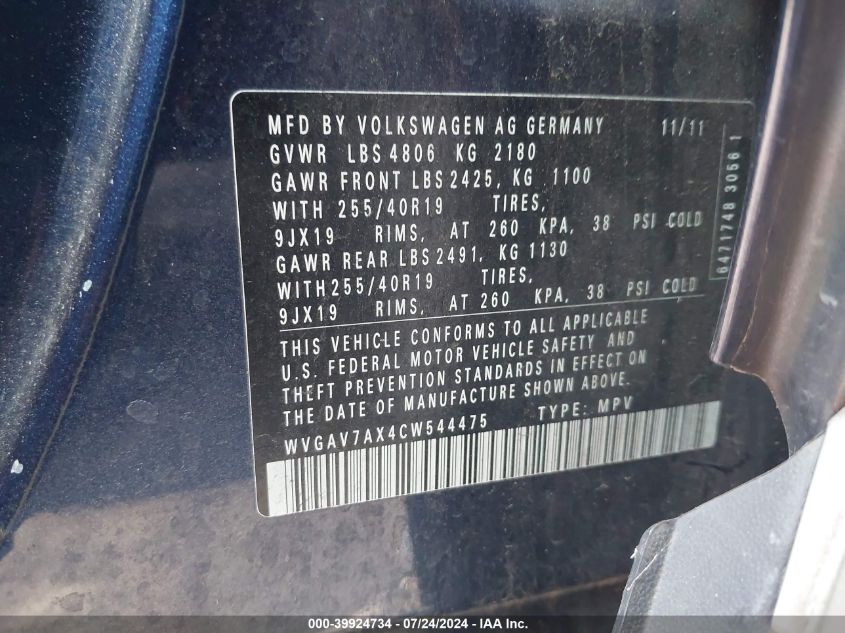 MFD BY VOLKSWAGEN AG GERMANY 11/11
GVWR LBS 4806 KG 2180
GAWR FRONT LBS 2425, KG 1100
WITH 255/40R19 TIRES,
9JX19 RIMS, AT 260 KPA, 38 PSI COLD
GAWR REAR LBS 2491, KG 1130
WITH 255/40R19 TIRES,
9JX19 RIMS, AT 260 KPA, 38 PSI COLD
THIS VEHICLE CONFORMS TO ALL APPLICABLE
U.S. FEDERAL MOTOR VEHICLE SAFETY AND
THEFT PREVENTION STANDARDS IN EFFECT ON
THE DATE OF MANUFACTURE SHOWN ABOVE.
WVGAV7AX4CW544475 TYPE: MPV
6471748 3056 1
000-39924734 / 07/24/2024 - IAAI.com